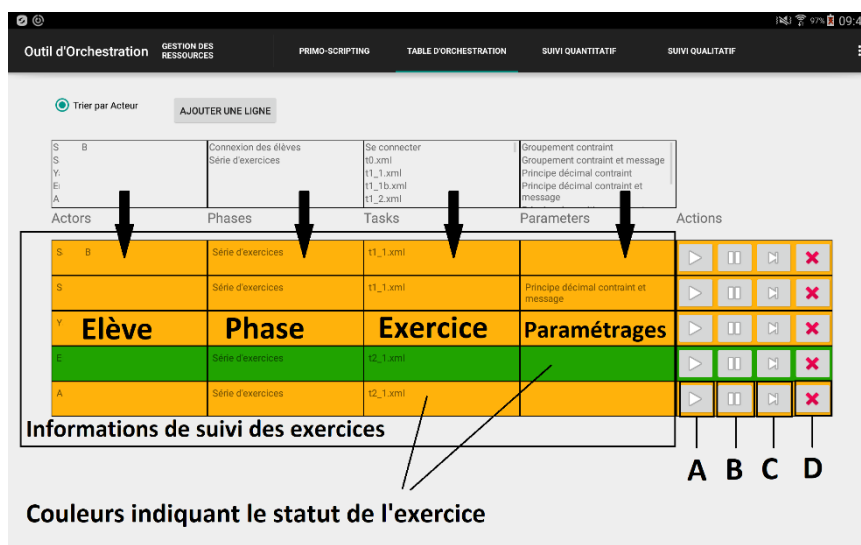 97% 09:4
Outil d'Orchestration GESTION DES RESSOURCES PRIMO-SCRIPTING TABLE D'ORCHESTRATION SUIVI QUANTITATIF SUIVI QUALITATIF
Trier par Acteur AJOUTER UNE LIGNE
S B Connexion des élèves Se connecter Groupement contraint
S Série d'exercices t0.xml Groupement contraint et message
Y t1_1.xml Principe décimal contraint
E t1_1b.xml Principe décimal contraint et
A t1_2.xml message
Actors Phases Tasks Parameters Actions
S B Série d'exercices t1_1.xml
S Série d'exercices t1_1.xml Principe décimal contraint et
message
Y Elève Phase Exercice Paramétrages
E Série d'exercices t2_1.xml
A Série d'exercices t2_1.xml
Informations de suivi des exercices
A B C D
Couleurs indiquant le statut de l'exercice